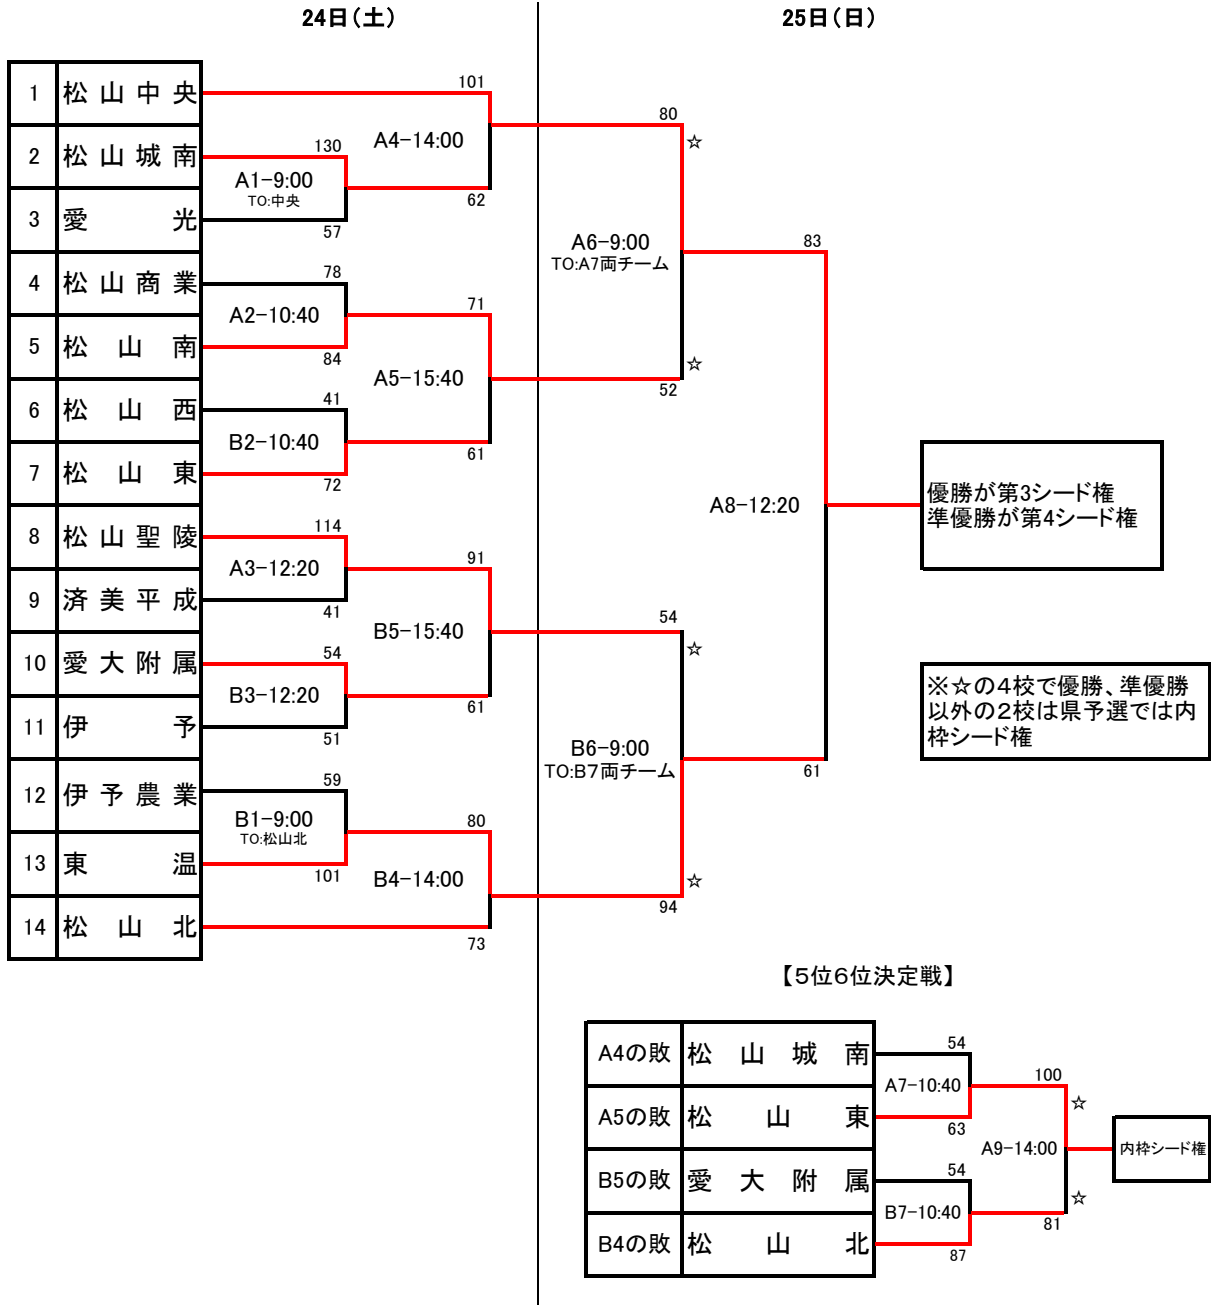 24日(土)
25日(日)
1 松山中央
2 松山城南
3 愛光
4 松山商業
5 松山南
6 松山西
7 松山東
8 松山聖陵
9 済美平成
10 愛大附属
11 伊予
12 伊予農業
13 東温
14 松山北
130
A1-9:00
TO:中央
57
78
A2-10:40
84
41
B2-10:40
72
114
A3-12:20
41
54
B3-12:20
51
59
B1-9:00
TO:松山北
101
101
A4-14:00
62
71
A5-15:40
61
91
B5-15:40
61
80
B4-14:00
73
80
☆
A6-9:00
TO:A7両チーム
☆
52
54
☆
B6-9:00
TO:B7両チーム
☆
94
83
A8-12:20
61
優勝が第3シード権
準優勝が第4シード権
※☆の4校で優勝、準優勝
以外の2校は県予選では内
枠シード権
【5位6位決定戦】
A4の敗 松山城南
A5の敗 松山東
B5の敗 愛大附属
B4の敗 松山北
54
A7-10:40
63
54
B7-10:40
87
100
☆
A9-14:00
☆
81
内枠シード権